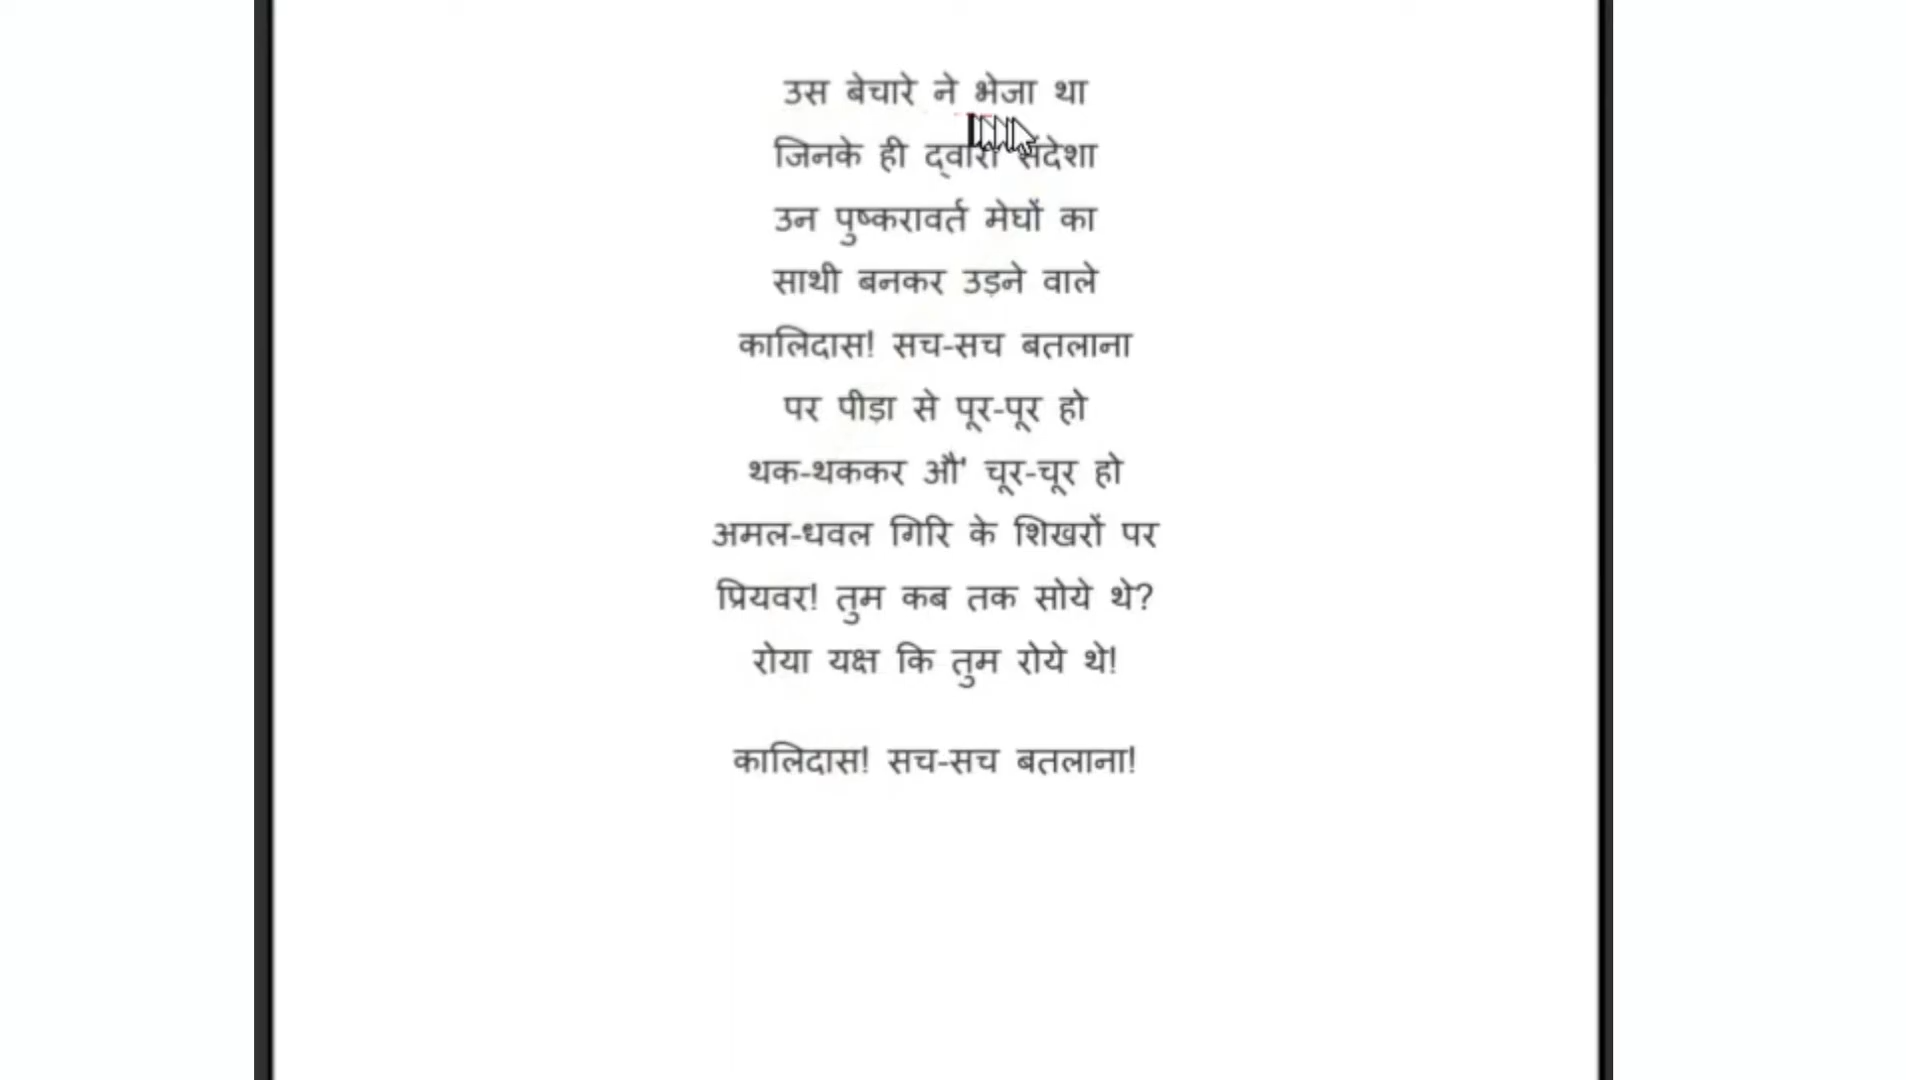 उस बेचारे ने भेजा था
जिनके ही द्वारा संदेशा
उन पुष्करावर्त मेघों का
साथी बनकर उड़ने वाले
कालिदास! सच-सच बतलाना
पर पीड़ा से पूर-पूर हो
थक-थककर औ' चूर-चूर हो
अमल-धवल गिरि के शिखरों पर
प्रियवर! तुम कब तक सोये थे?
रोया यक्ष कि तुम रोये थे!
कालिदास! सच-सच बतलाना!